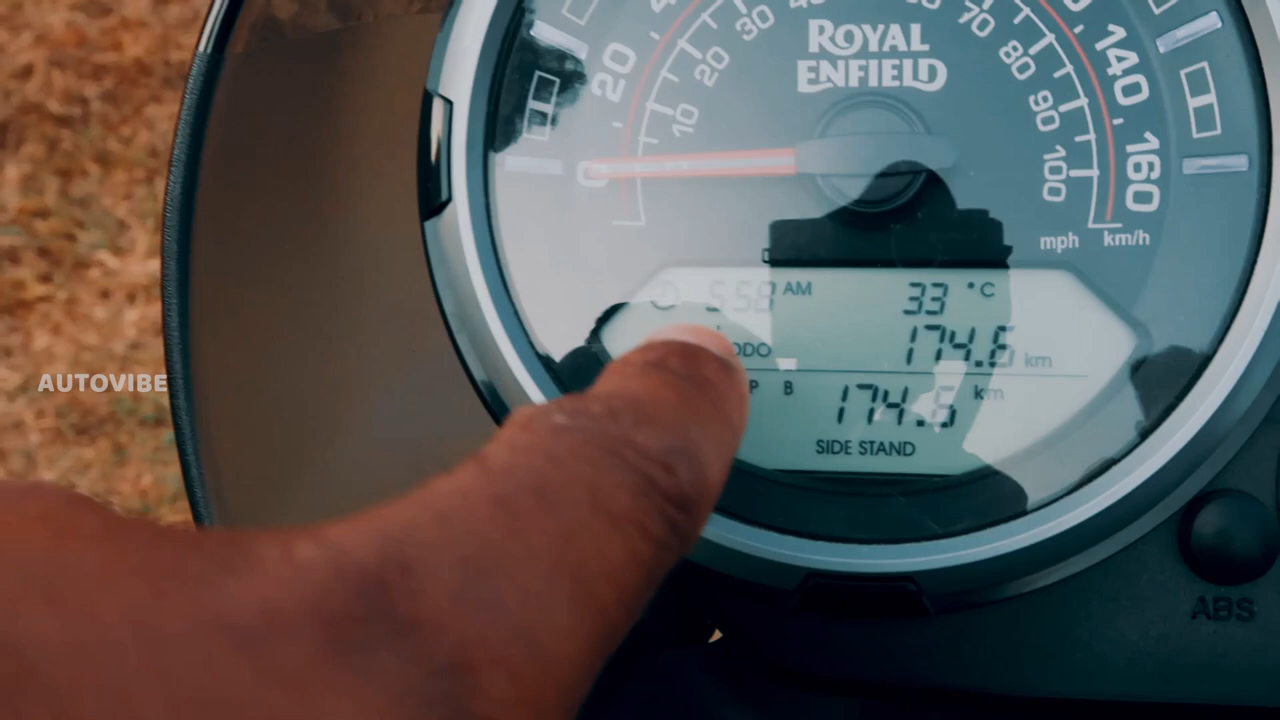 ROYAL
ENFIELD
20
10
20
30
70
80
90
100
140
160
mph km/h
5:58 AM 33 °C
ODO 174.6 km
P B 174.6 km
SIDE STAND
AUTOVIBE
ABS